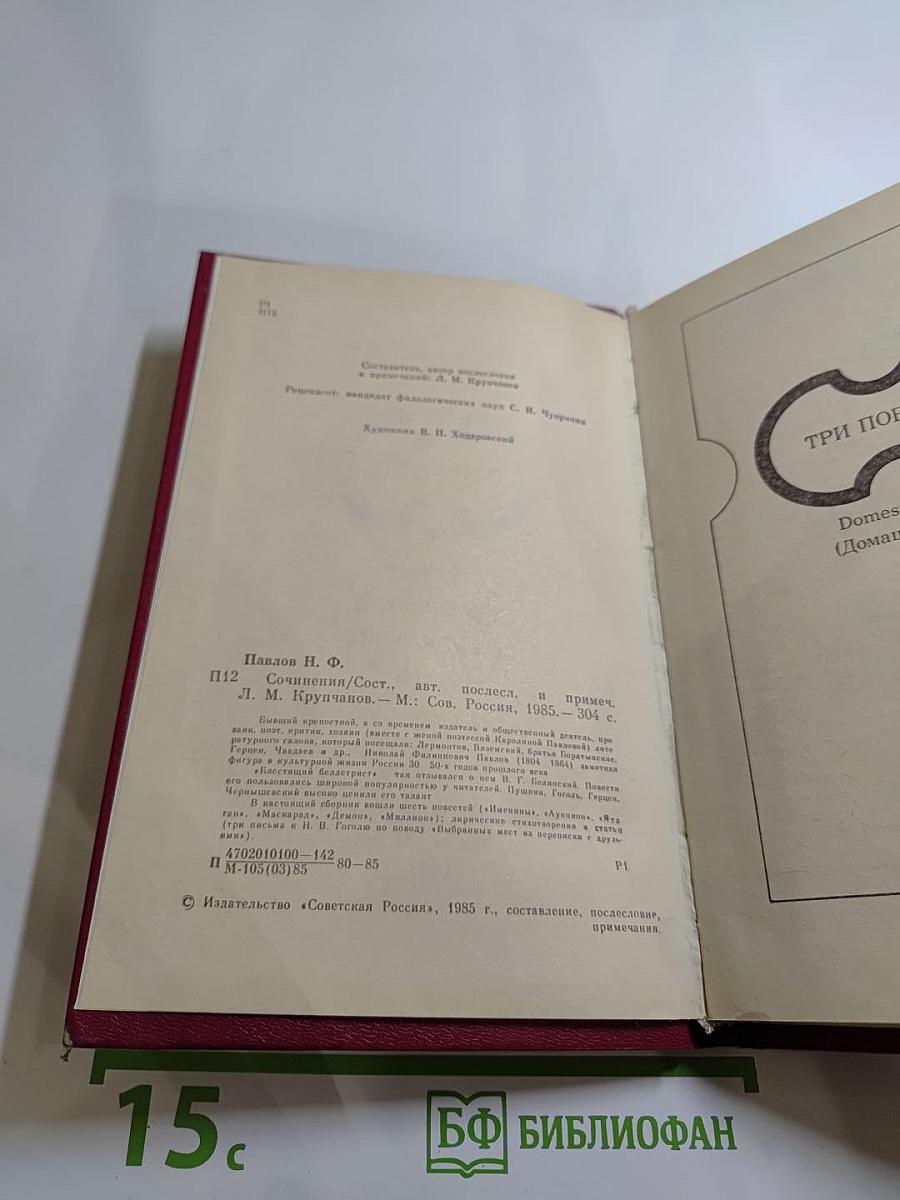 Р1
П12
Составитель, автор послесловия
и примечаний: Л. М. Крупчанов
Рецензент: кандидат филологических наук С. И. Чупринин
Художник В. П. Ходоровский
Павлов Н. Ф.
П12 Сочинения/Сост., авт. послесл. и примеч.
Л. М. Крупчанов.— М.: Сов. Россия, 1985.— 304 с.
Бывший крепостной, а со временем издатель и общественный деятель, про
заик, поэт, критик, хозяин (вместе с женой поэтессой Каролиной Павловой) лите
ратурного салона, который посещали: Лермонтов, Вяземский, братья Боратынские,
Герцен, Чаадаев и др., Николай Филиппович Павлов (1804 1864) заметная
фигура в культурной жизни России 30 50-х годов прошлого века
«Блестящий беллетрист» так отзывался о нем В. Г. Белинский. Повести
его пользовались широкой популярностью у читателей. Пушкин, Гоголь, Герцен,
Чернышевский высоко ценили его талант
В настоящий сборник вошли шесть повестей («Именины», «Аукцион», «Ята
ган», «Маскарад», «Демон», «Миллион»); лирические стихотворения и статьи
(три письма к Н. В. Гоголю по поводу «Выбранных мест из переписки с друзь-
ями»).
П 4702010100—142 80—85
М-105(03)85
Р1
© Издательство «Советская Россия», 1985 г., составление, послесловие,
примечания.
ТРИ ПОВ
Domes
(Домаш
15 с
БФ БИБЛИОФАН